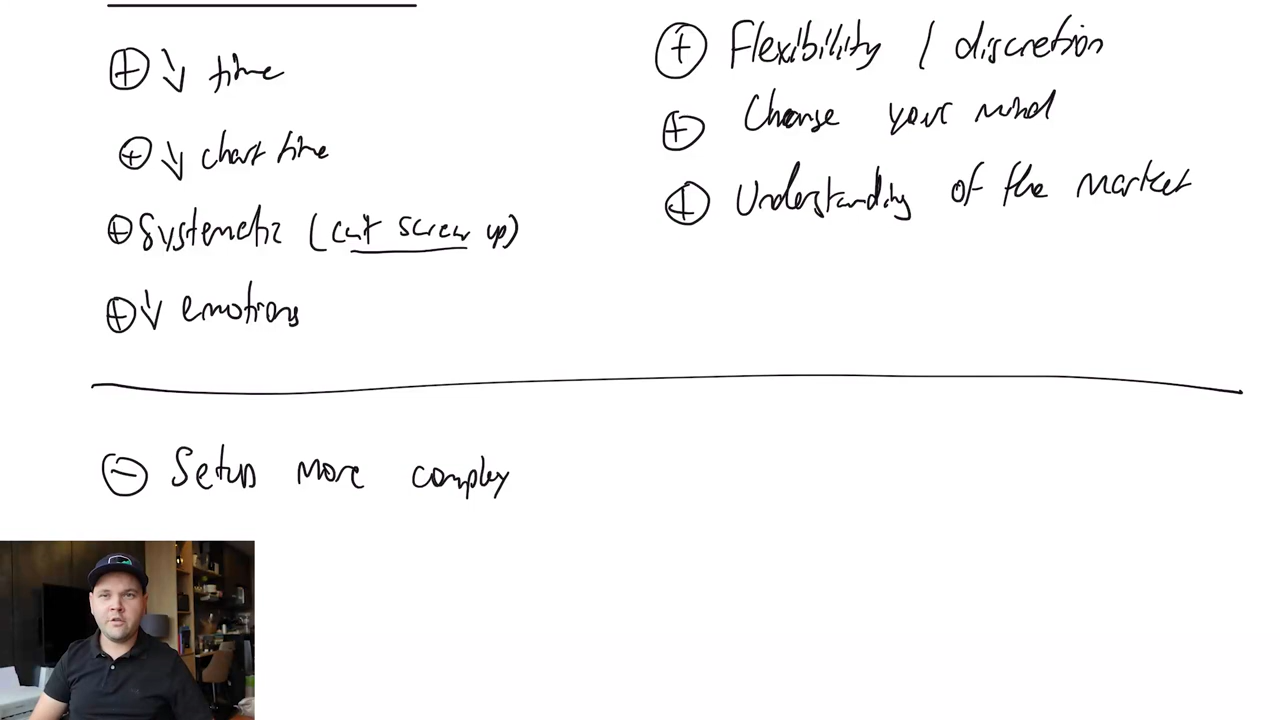 + ↓ time
+ ↓ chart time
+ Systematic (can't screw up)
+ ↓ emotions
+ Flexibility / discretion
+ Change your mind
+ Understanding of the market
- Setup more complex